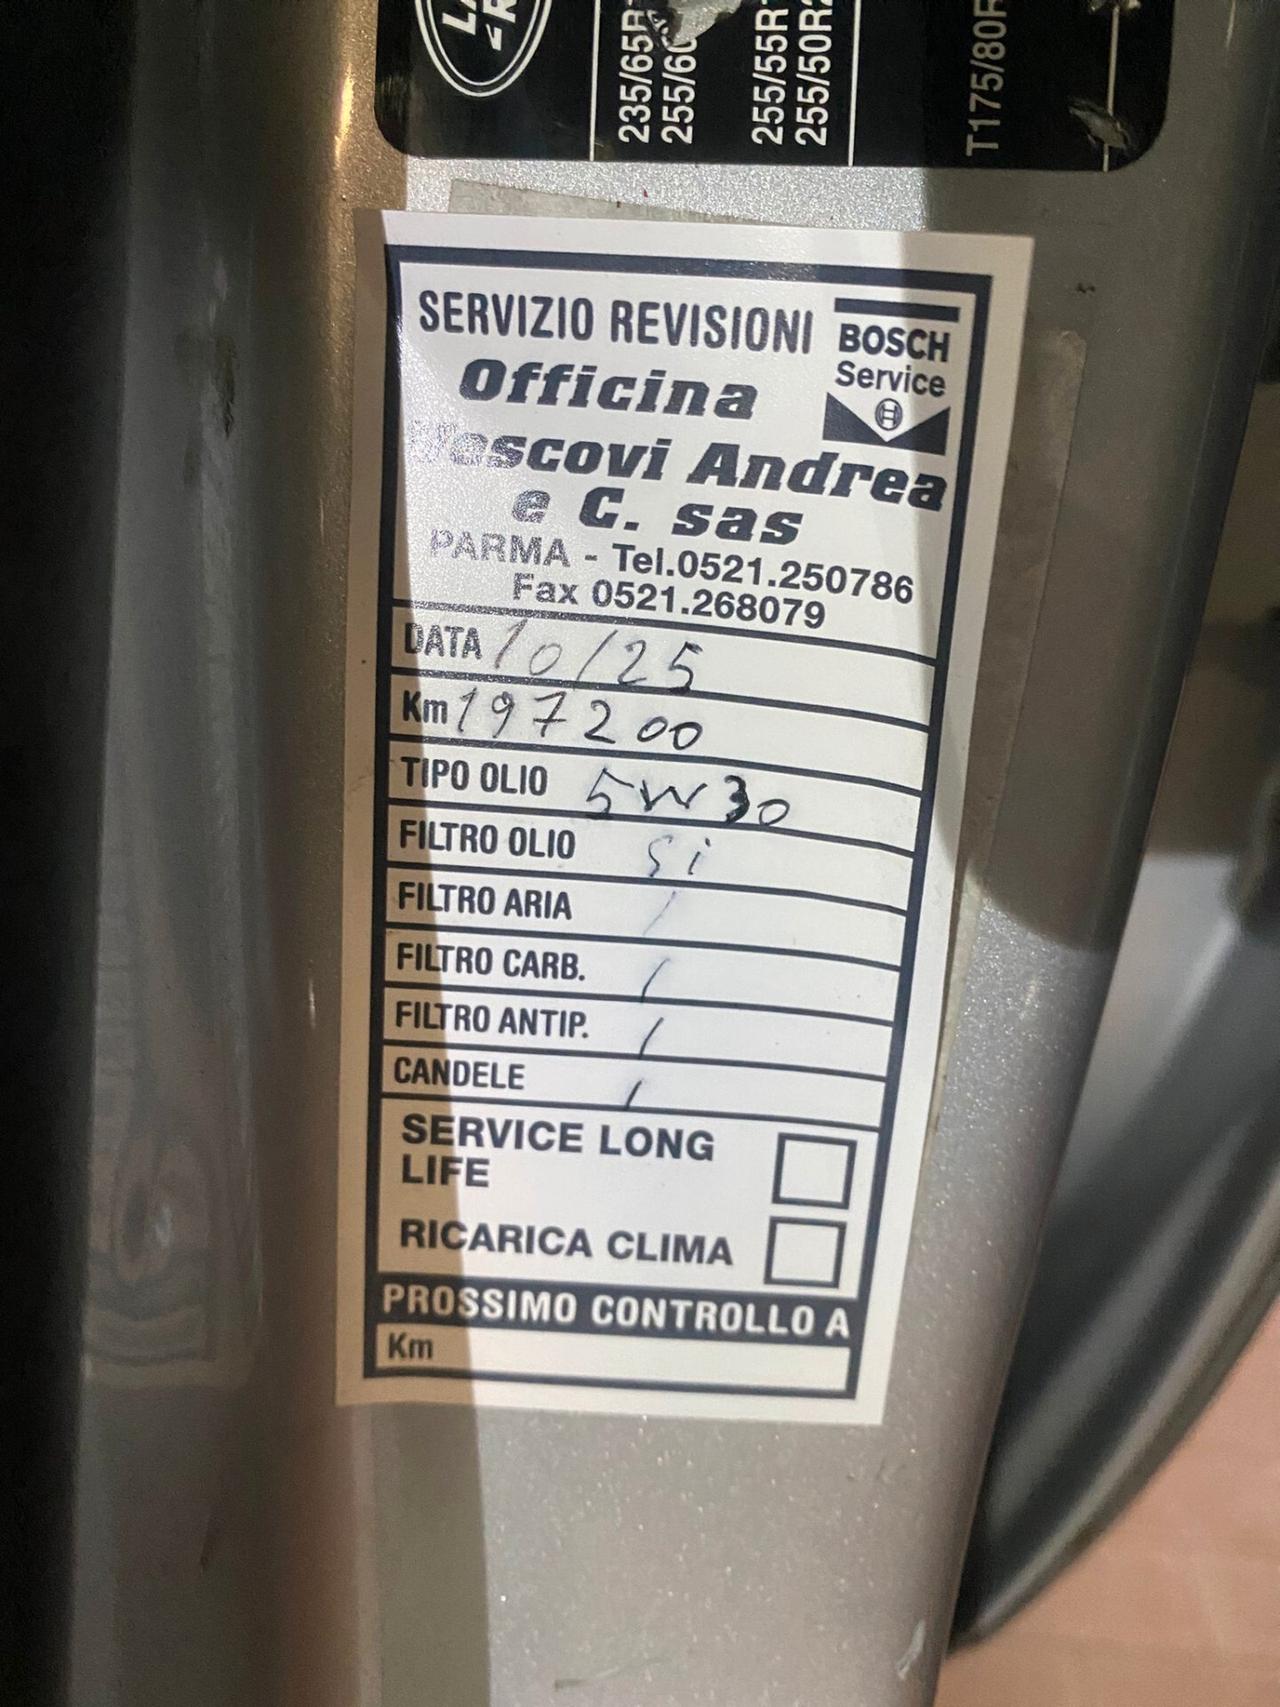 235/65R
255/60
255/55R
255/50R
T175/80R
SERVIZIO REVISIONI
BOSCH
Service
Officina
Vescovi Andrea
e C. sas
PARMA - Tel.0521.250786
Fax 0521.268079
DATA 10/25
Km 197200
TIPO OLIO 5W30
FILTRO OLIO si
FILTRO ARIA /
FILTRO CARB. /
FILTRO ANTIP. /
CANDELE /
SERVICE LONG
LIFE
RICARICA CLIMA
PROSSIMO CONTROLLO A
Km